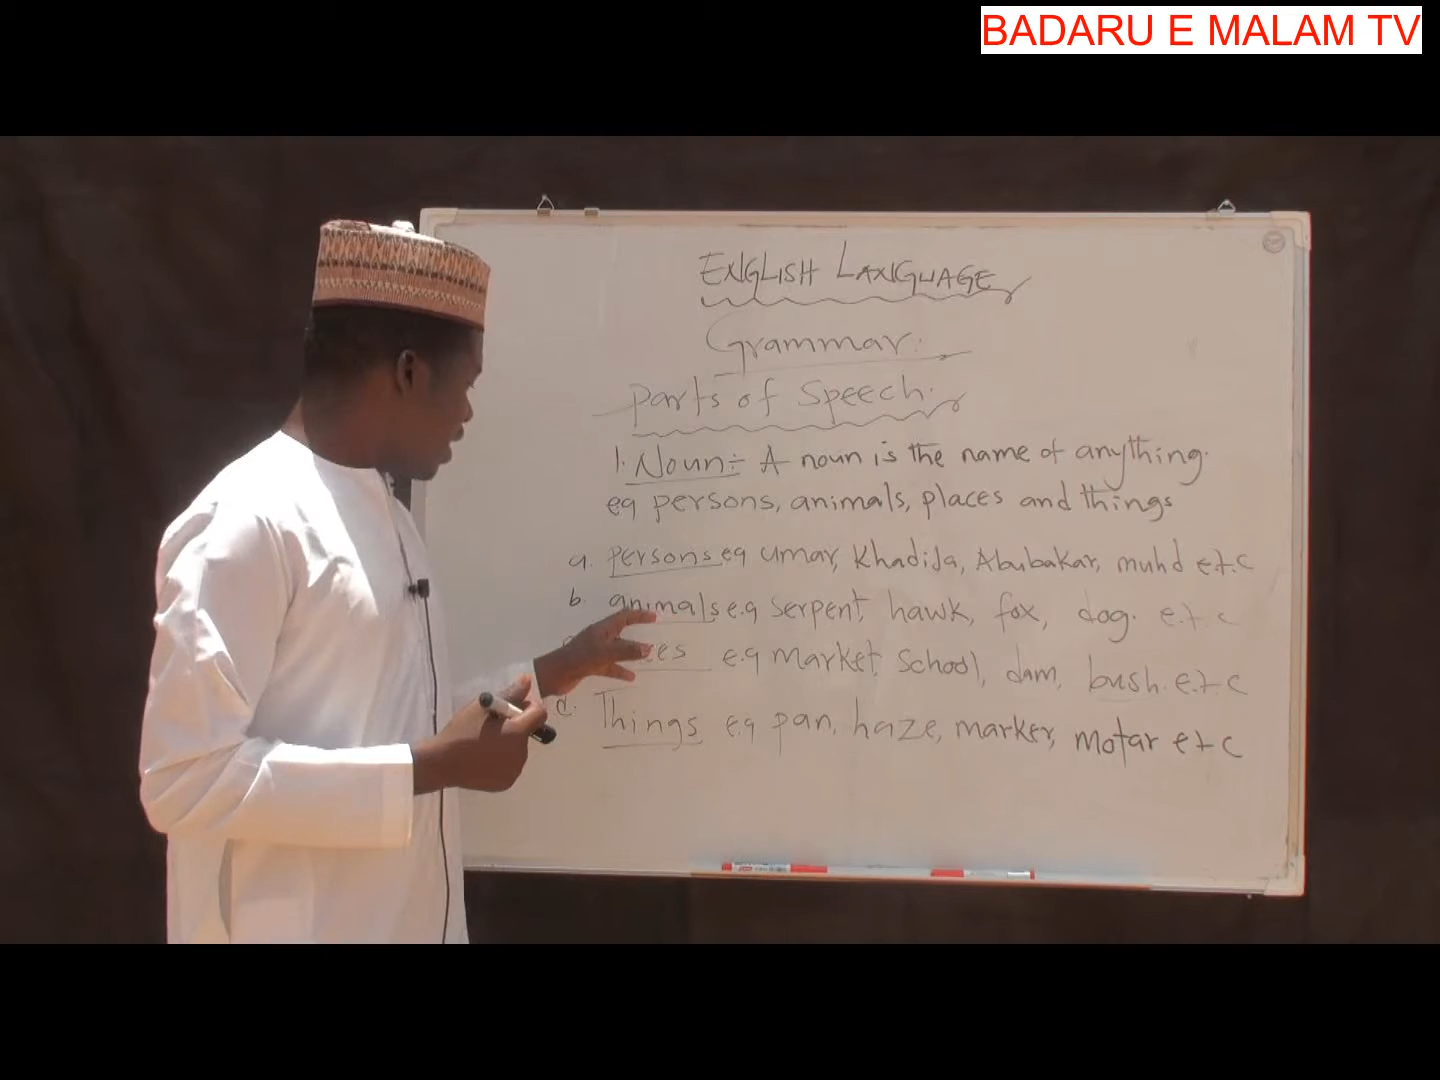 BADARU E MALAM TV
ENGLISH LANGUAGE
Grammar.
Parts of Speech.
1. Noun:- A noun is the name of anything.
eg persons, animals, places and things
a. persons eg umar, Khadija, Abubakar, muhd e.t.c
b. animals e.g serpent, hawk, fox, dog. e.t.c
e.g market, School, dam, bush. e.t.c
d. Things e.g pan, haze, marker, motar e t c